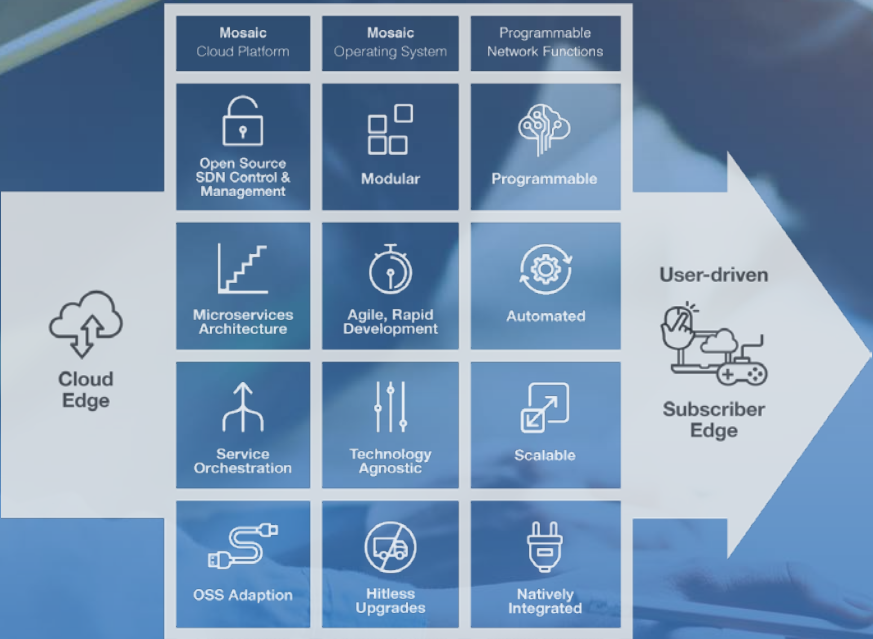 Mosaic
Cloud Platform
Mosaic
Operating System
Programmable
Network Functions
Open Source
SDN Control &
Management
Modular
Programmable
Microservices
Architecture
Agile, Rapid
Development
Automated
Service
Orchestration
Technology
Agnostic
Scalable
OSS Adaption
Hitless
Upgrades
Natively
Integrated
Cloud
Edge
User-driven
Subscriber
Edge